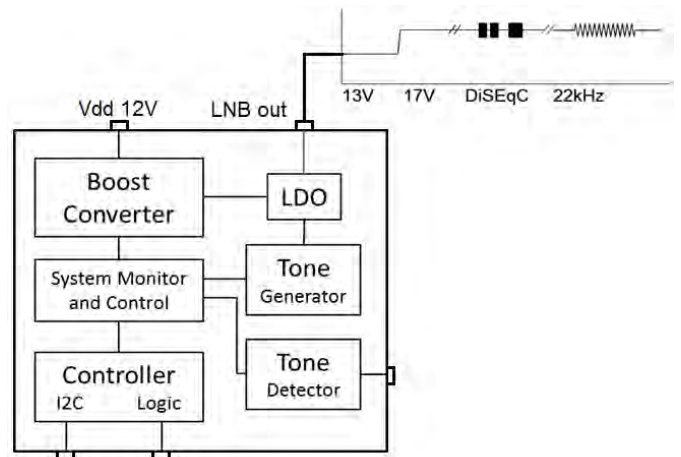 13V 17V DiSEqC 22kHz
Vdd 12V LNB out
Boost
Converter
LDO
System Monitor
and Control
Tone
Generator
Controller
I2C Logic
Tone
Detector